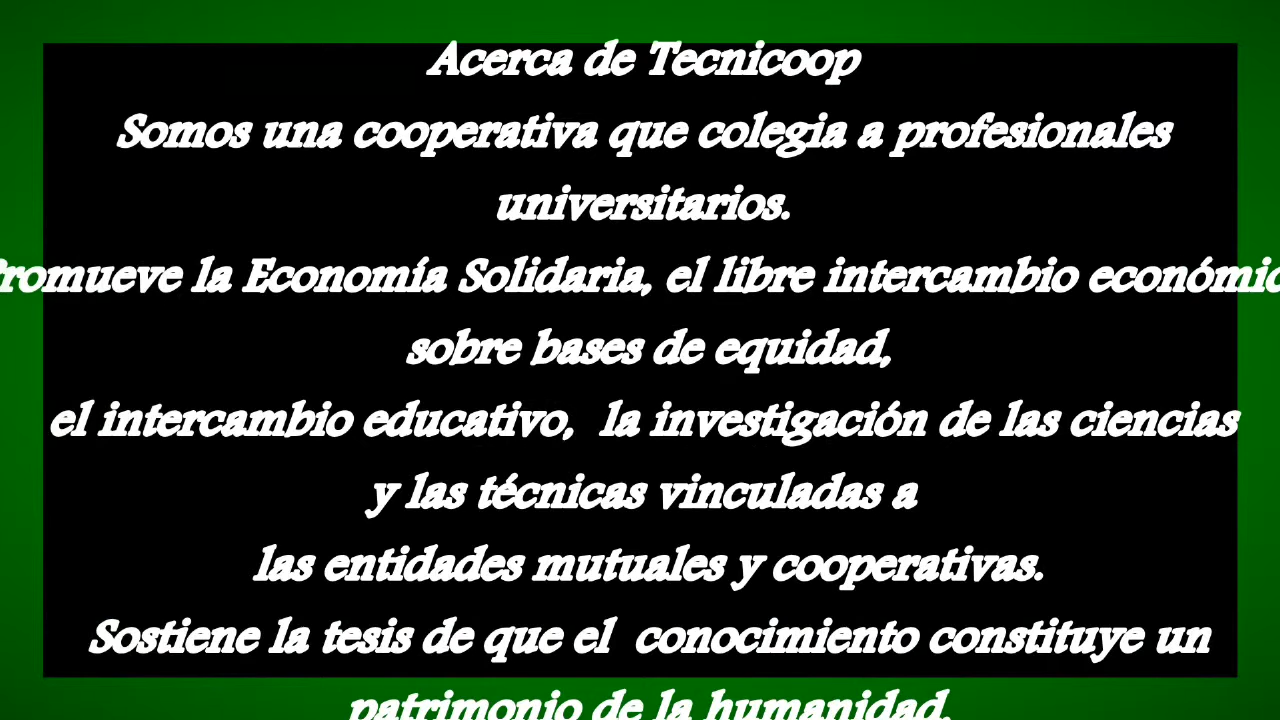 Acerca de Tecnicoop
Somos una cooperativa que colegia a profesionales
universitarios.
Promueve la Economía Solidaria, el libre intercambio económic
sobre bases de equidad,
el intercambio educativo, la investigación de las ciencias
y las técnicas vinculadas a
las entidades mutuales y cooperativas.
Sostiene la tesis de que el conocimiento constituye un
patrimonio de la humanidad.